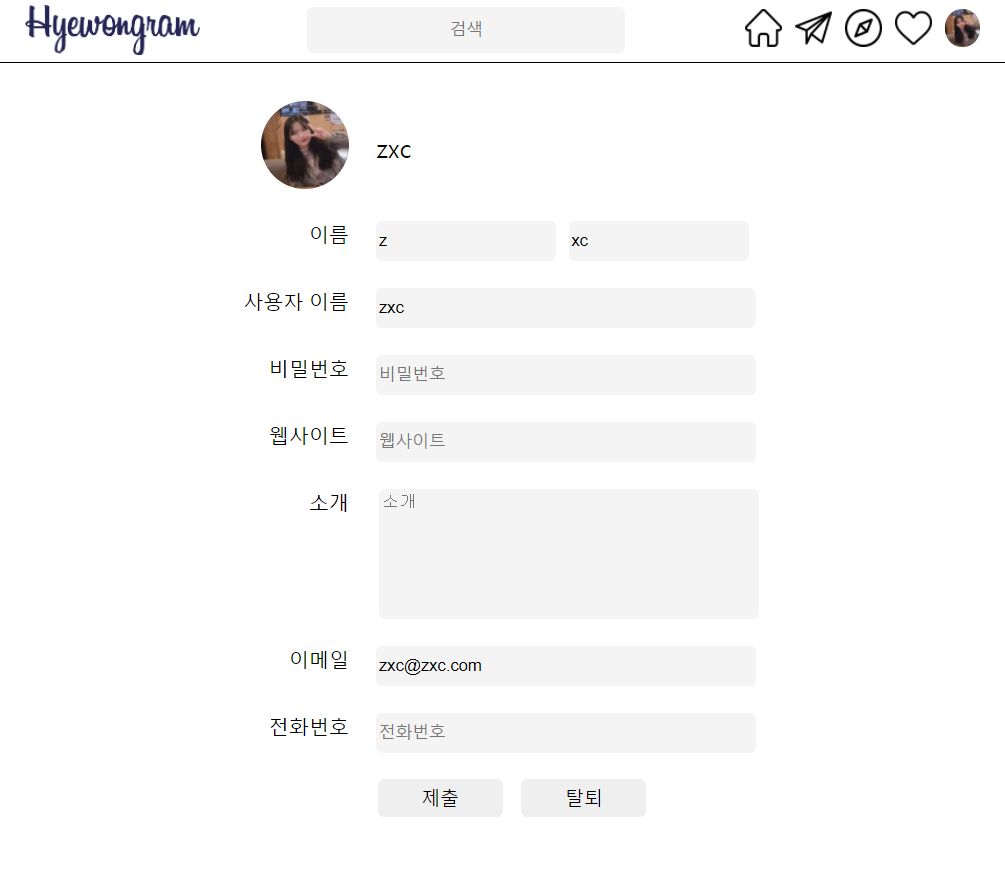 Hyewongram 검색
zxc
이름 z xc
사용자 이름 zxc
비밀번호 비밀번호
웹사이트 웹사이트
소개 소개
이메일 zxc@zxc.com
전화번호 전화번호
제출 탈퇴